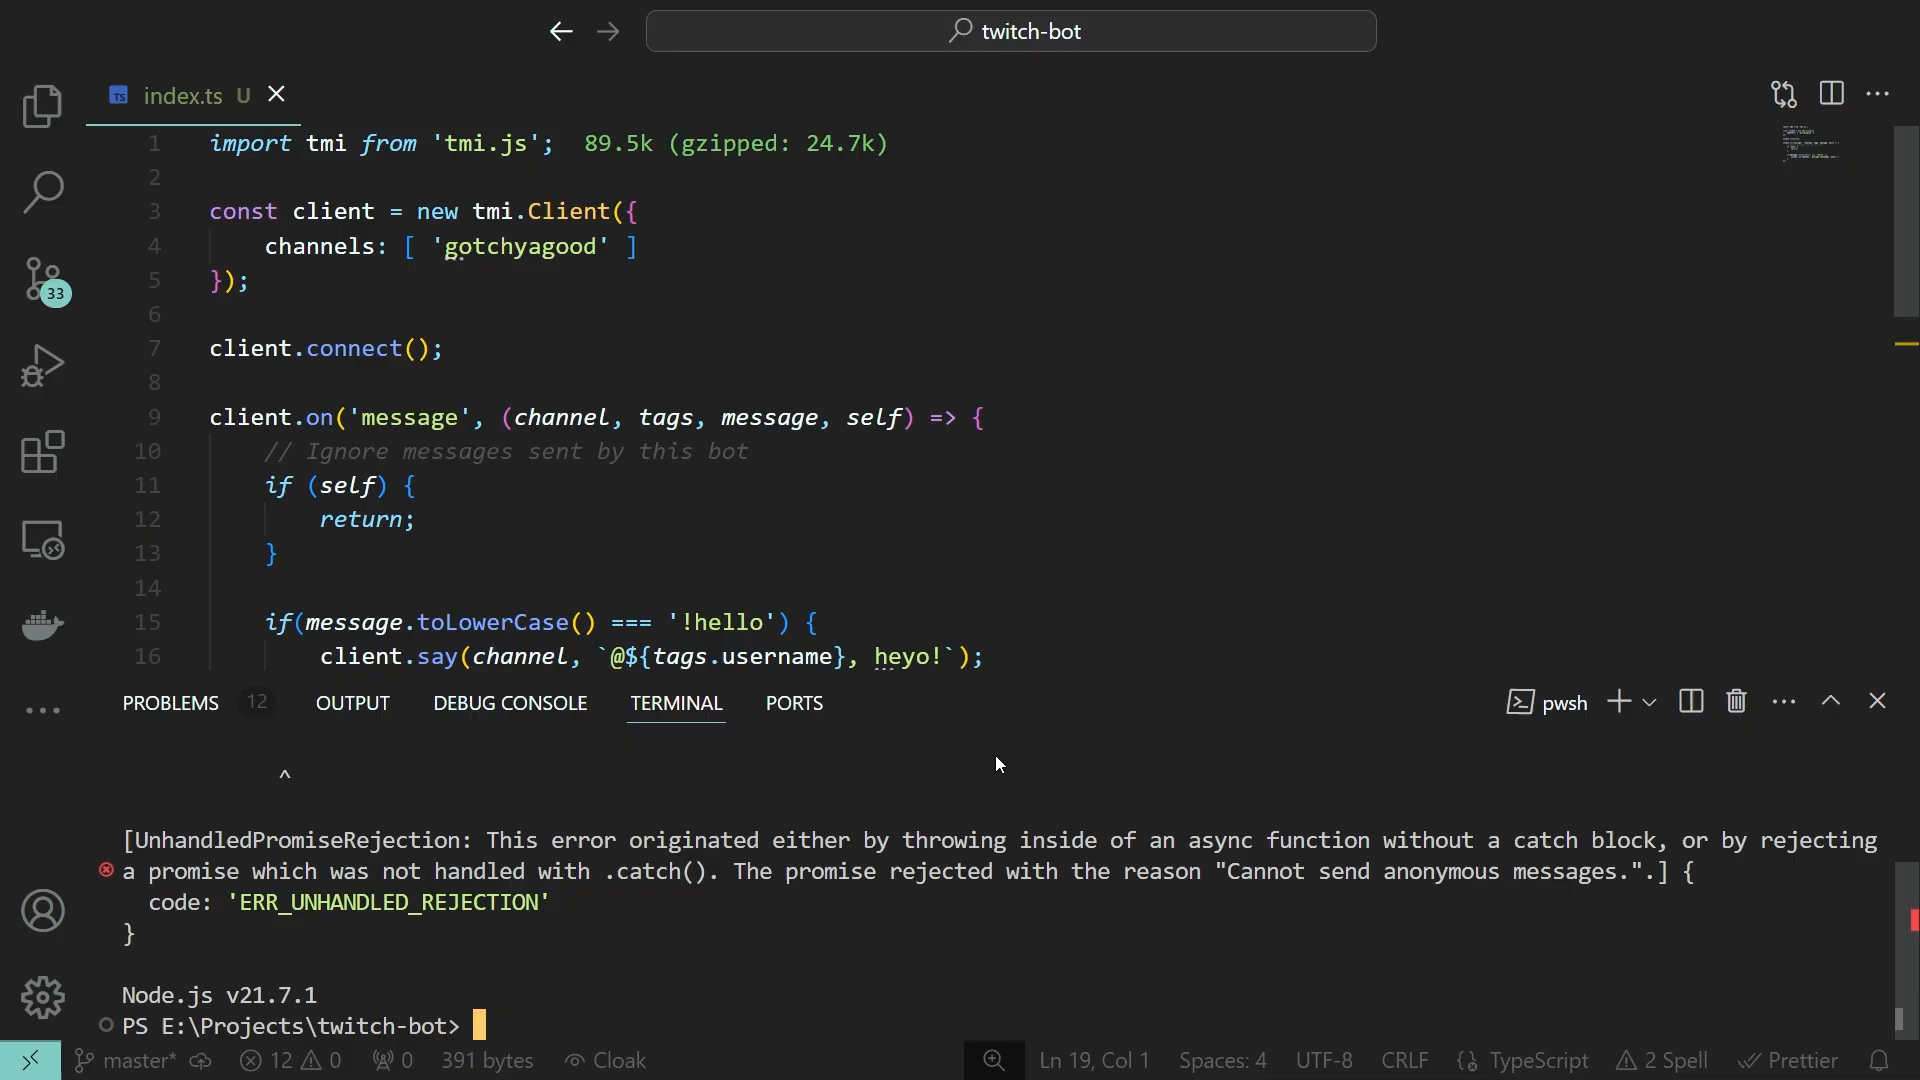 twitch-bot
TS index.ts U
1 import tmi from 'tmi.js'; 89.5k (gzipped: 24.7k)
2
3 const client = new tmi.Client({
4 channels: [ 'gotchyagood' ]
5 });
6
7 client.connect();
8
9 client.on('message', (channel, tags, message, self) => {
10 // Ignore messages sent by this bot
11 if (self) {
12 return;
13 }
14
15 if(message.toLowerCase() === '!hello') {
16 client.say(channel, `@${tags.username}, heyo!`);
33
PROBLEMS 12 OUTPUT DEBUG CONSOLE TERMINAL PORTS pwsh
^
[UnhandledPromiseRejection: This error originated either by throwing inside of an async function without a catch block, or by rejecting
a promise which was not handled with .catch(). The promise rejected with the reason "Cannot send anonymous messages.".] {
code: 'ERR_UNHANDLED_REJECTION'
}
Node.js v21.7.1
PS E:\Projects\twitch-bot>
master* 12 0 0 391 bytes Cloak Ln 19, Col 1 Spaces: 4 UTF-8 CRLF TypeScript 2 Spell Prettier